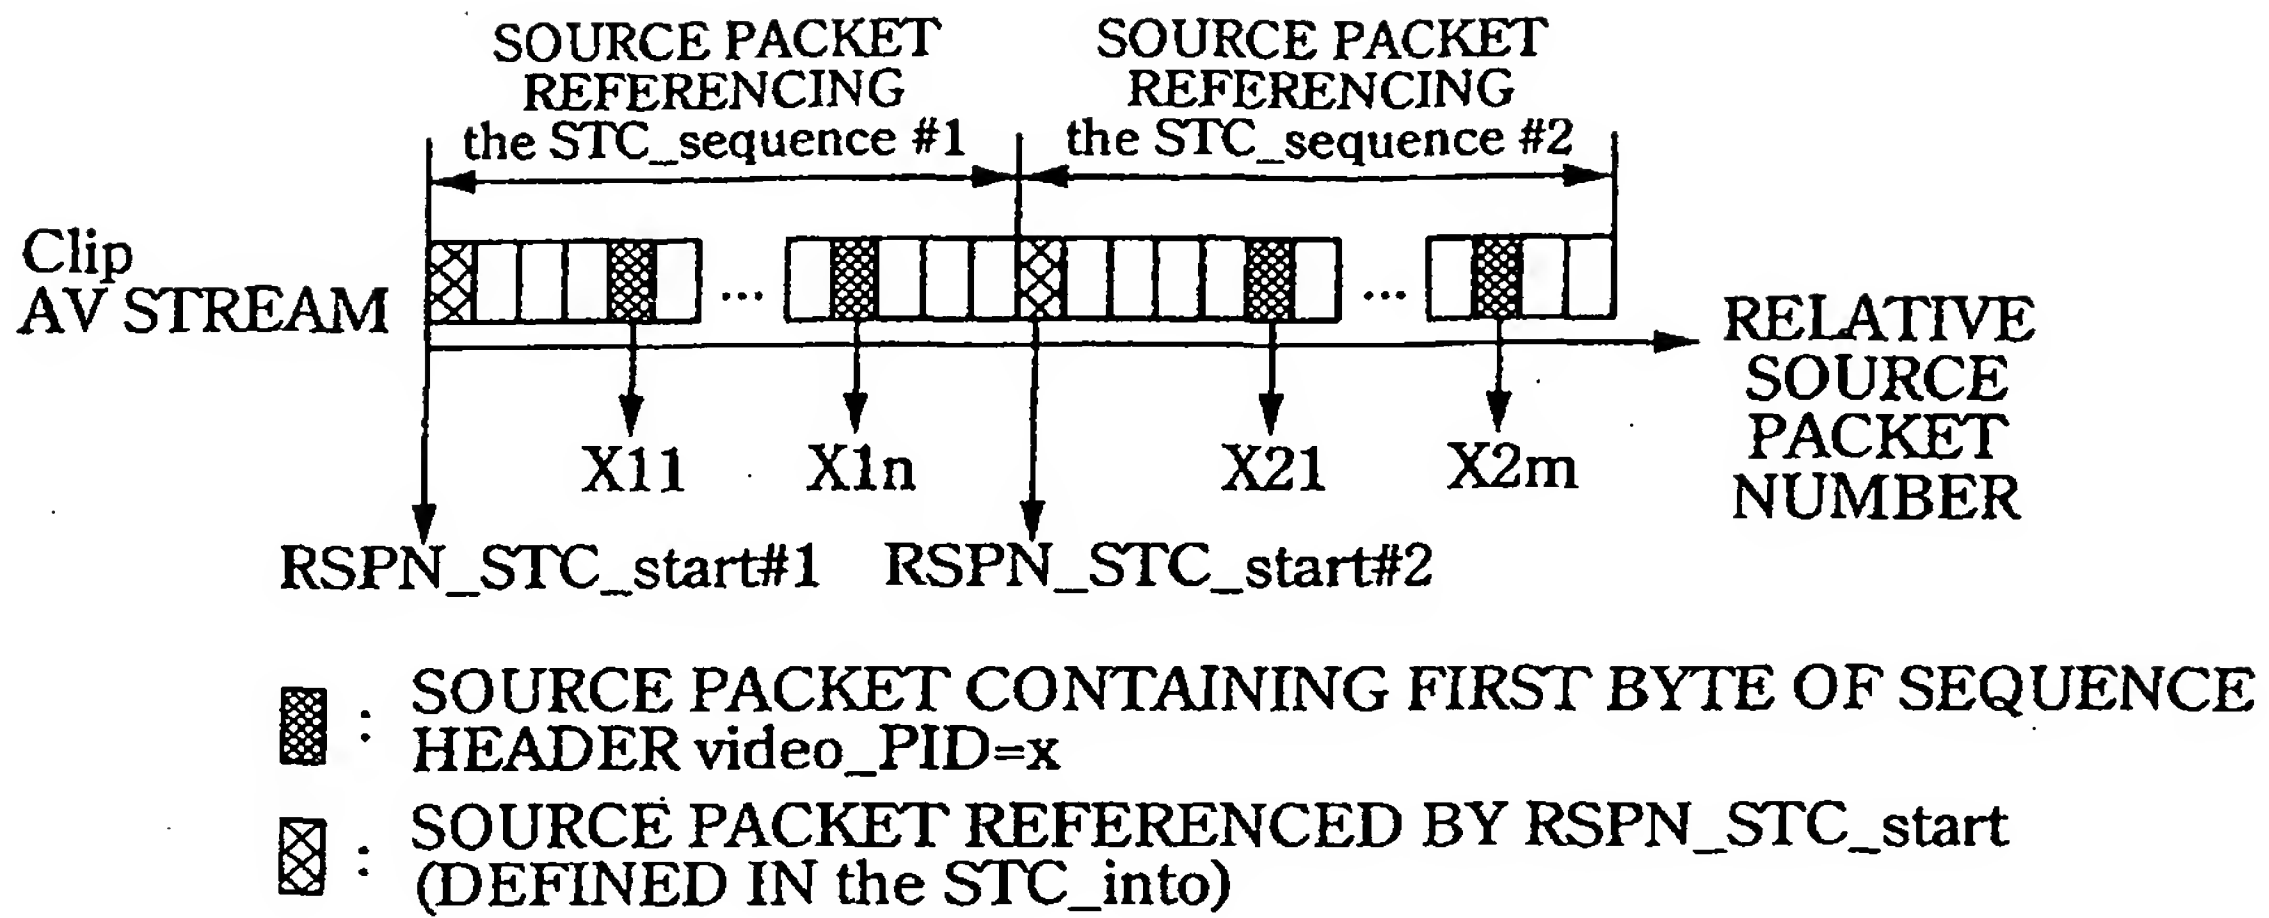 SOURCE PACKET
REFERENCING
the STC_sequence #1
SOURCE PACKET
REFERENCING
the STC_sequence #2
Clip
AV STREAM
...
...
RELATIVE
SOURCE
PACKET
NUMBER
X11
X1n
X21
X2m
RSPN_STC_start#1
RSPN_STC_start#2
: SOURCE PACKET CONTAINING FIRST BYTE OF SEQUENCE
HEADER video_PID=x
: SOURCE PACKET REFERENCED BY RSPN_STC_start
(DEFINED IN the STC_into)